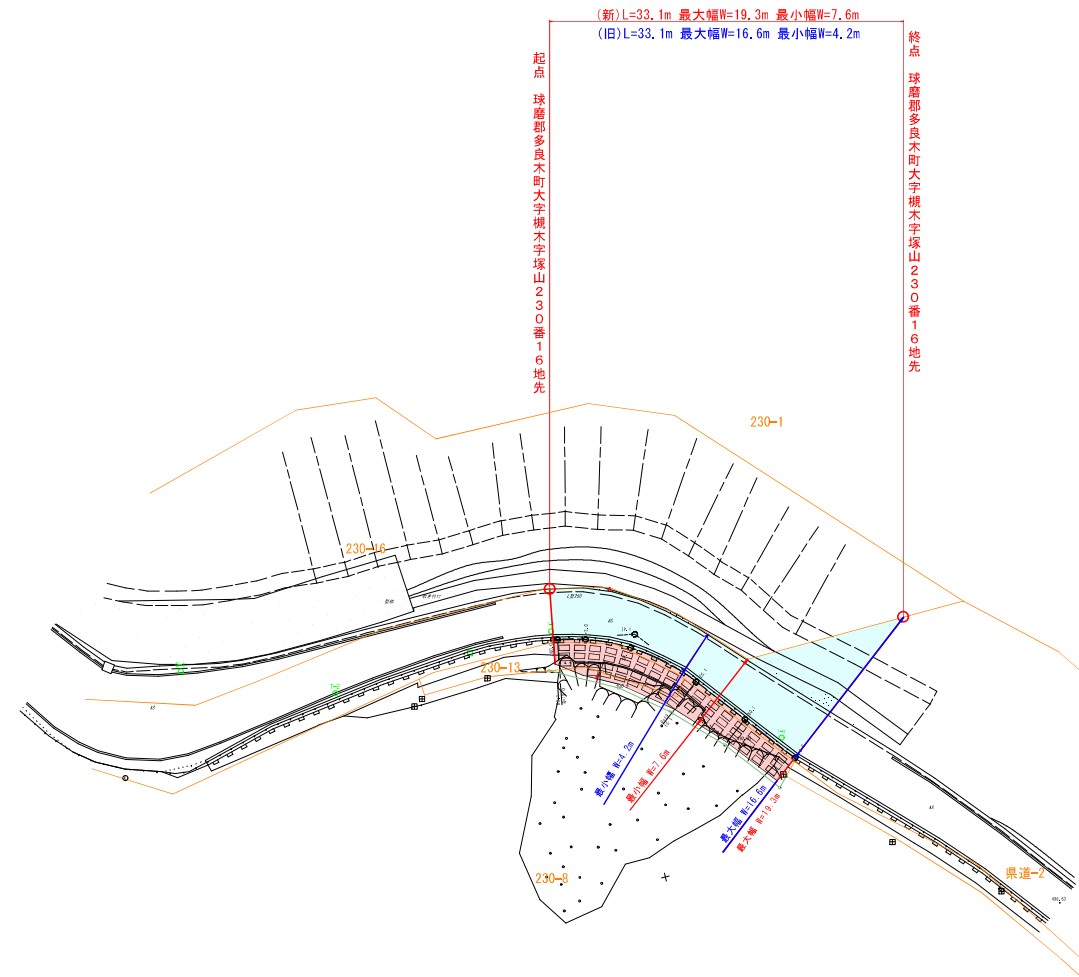 (新)L=33.1m 最大幅W=19.3m 最小幅W=7.6m
(旧)L=33.1m 最大幅W=16.6m 最小幅W=4.2m
起点 球磨郡多良木町大字槻木字塚山230番16地先
終点 球磨郡多良木町大字槻木字塚山230番16地先
230-1
230-16
230-13
最小幅 W=4.2m
最小幅 W=7.6m
最大幅 W=16.6m
最大幅 W=19.3m
230-8
県道-2